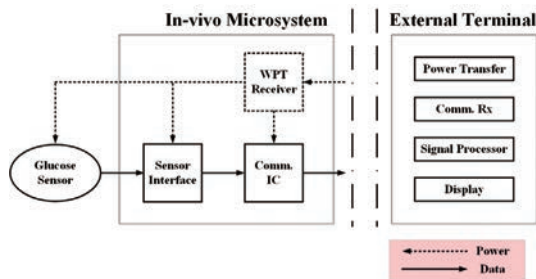 In-vivo Microsystem
External Terminal
WPT
Receiver
Power Transfer
Comm. Rx
Glucose
Sensor
Sensor
Interface
Comm.
IC
Signal Processor
Display
Power
Data